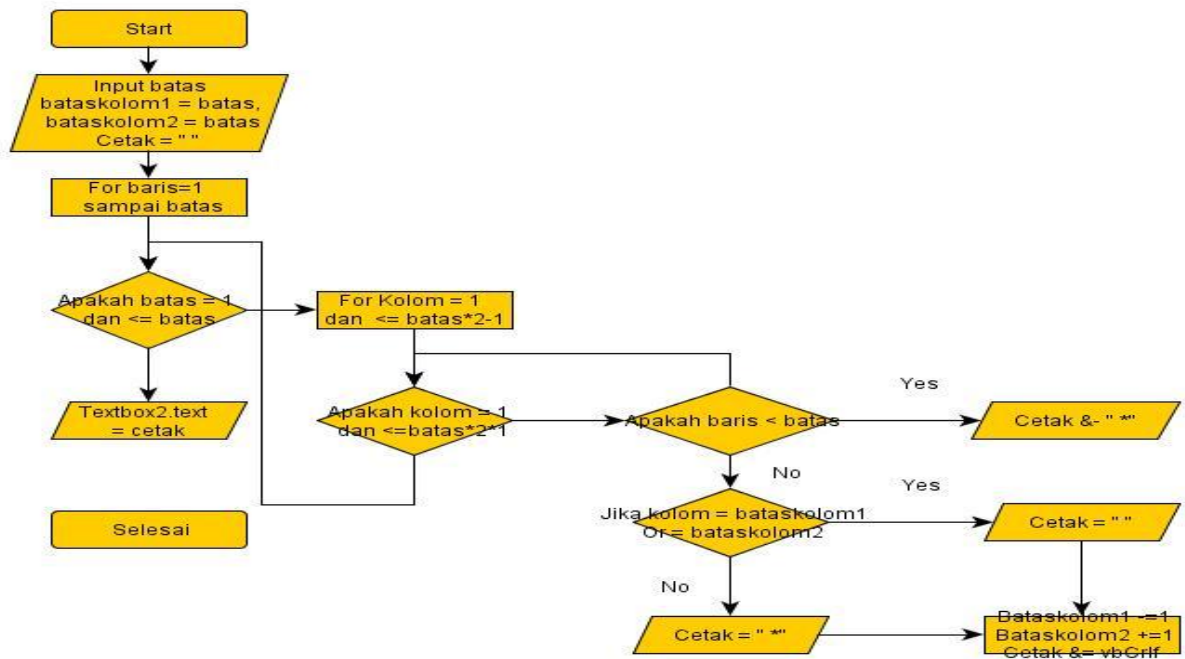 Start
Input batas
bataskolom1 = batas,
bataskolom2 = batas
Cetak = " "
For baris=1
sampai batas
Apakah batas = 1
dan <= batas
For Kolom = 1
dan <= batas*2-1
Textbox2.text
= cetak
Apakah kolom = 1
dan <=batas*2*1
Apakah baris < batas
Yes
Cetak &- " *"
No
Selesai
Jika kolom = bataskolom1
Or = bataskolom2
Yes
Cetak = " "
No
Cetak = " *"
Bataskolom1 -=1
Bataskolom2 +=1
Cetak &= vbCrlf